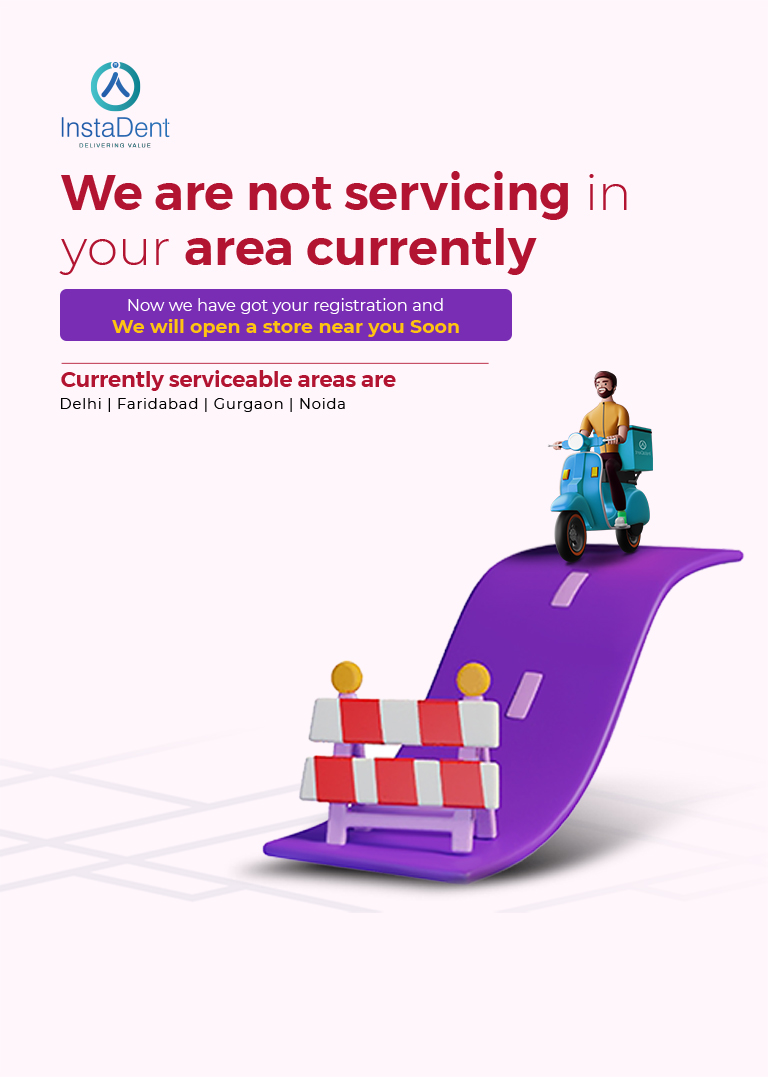 InstaDent
DELIVERING VALUE
We are not servicing in
your area currently
Now we have got your registration and
We will open a store near you Soon
Currently serviceable areas are
Delhi | Faridabad | Gurgaon | Noida
InstaDent